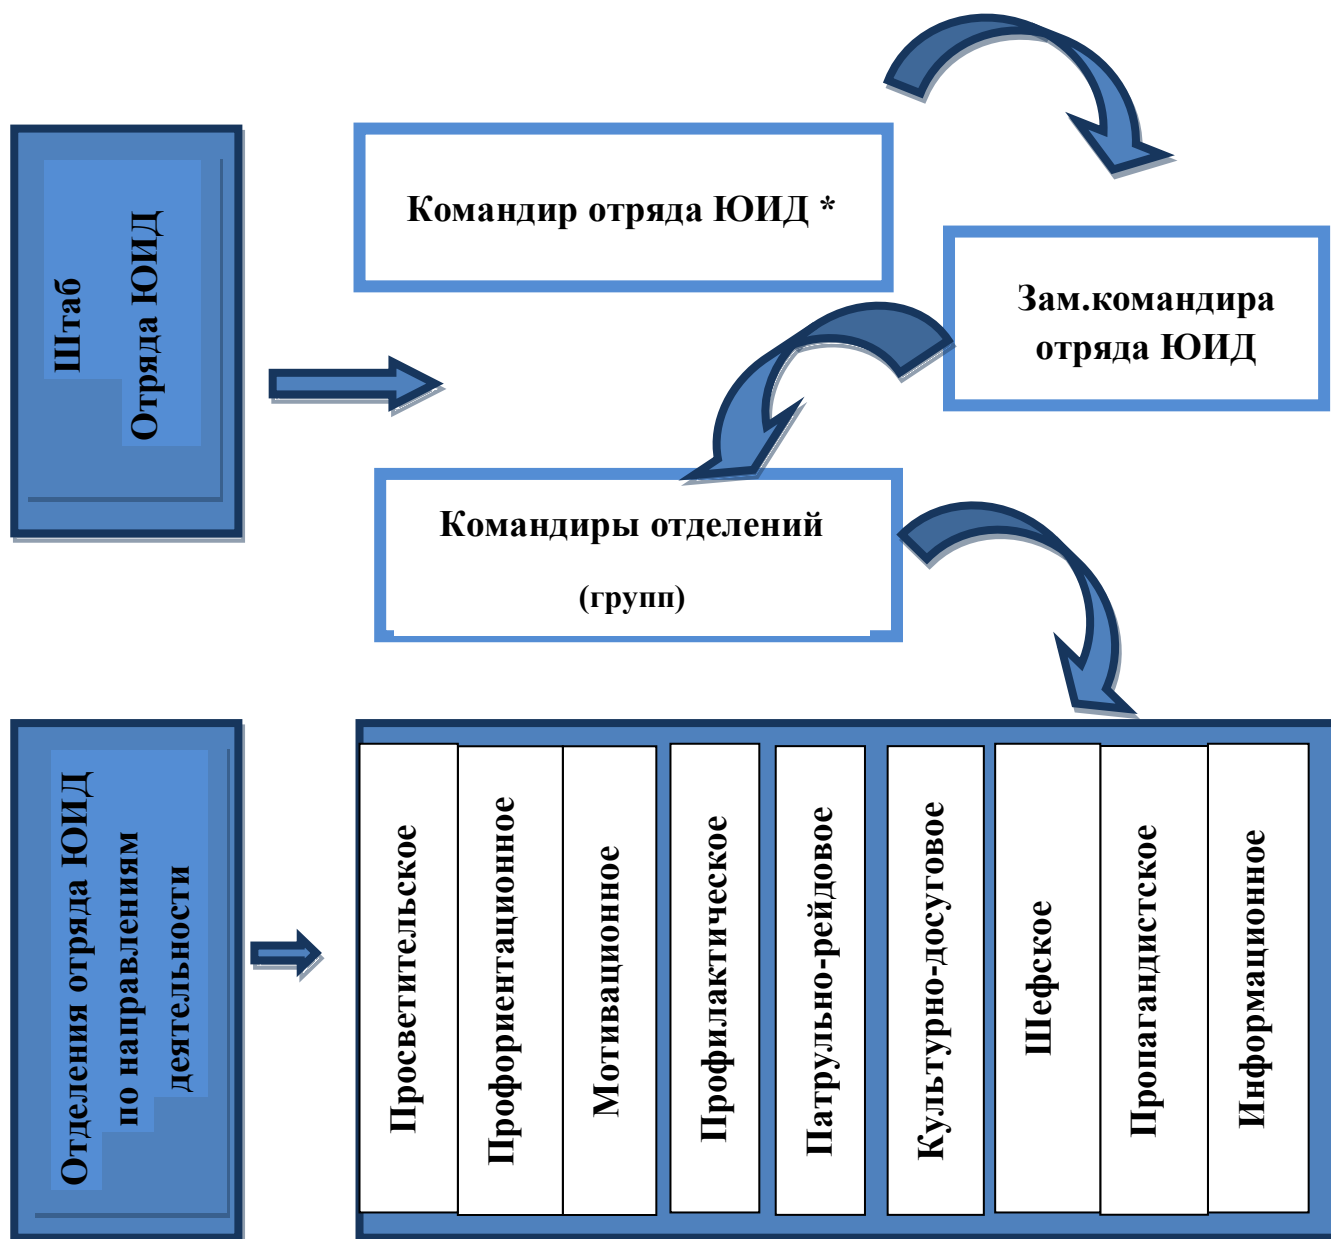 Штаб
Отряда ЮИД
Командир отряда ЮИД *
Зам.командира
отряда ЮИД
Командиры отделений
(групп)
Отделения отряда ЮИД
по направлениям
деятельности
Просветительское
Профориентационное
Мотивационное
Профилактическое
Патрульно-рейдовое
Культурно-досуговое
Шефское
Пропагандистское
Информационное